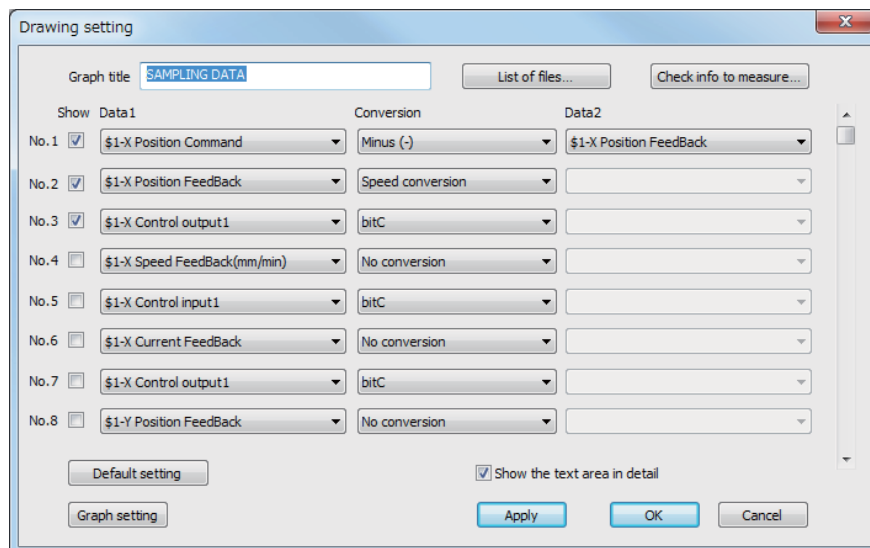 Drawing setting
Graph title SAMPLING DATA List of files... Check info to measure...
Show Data1 Conversion Data2
No.1 $1-X Position Command Minus (-) $1-X Position FeedBack
No.2 $1-X Position FeedBack Speed conversion
No.3 $1-X Control output1 bitC
No.4 $1-X Speed FeedBack(mm/min) No conversion
No.5 $1-X Control input1 bitC
No.6 $1-X Current FeedBack No conversion
No.7 $1-X Control output1 bitC
No.8 $1-Y Position FeedBack No conversion
Default setting Show the text area in detail
Graph setting Apply OK Cancel